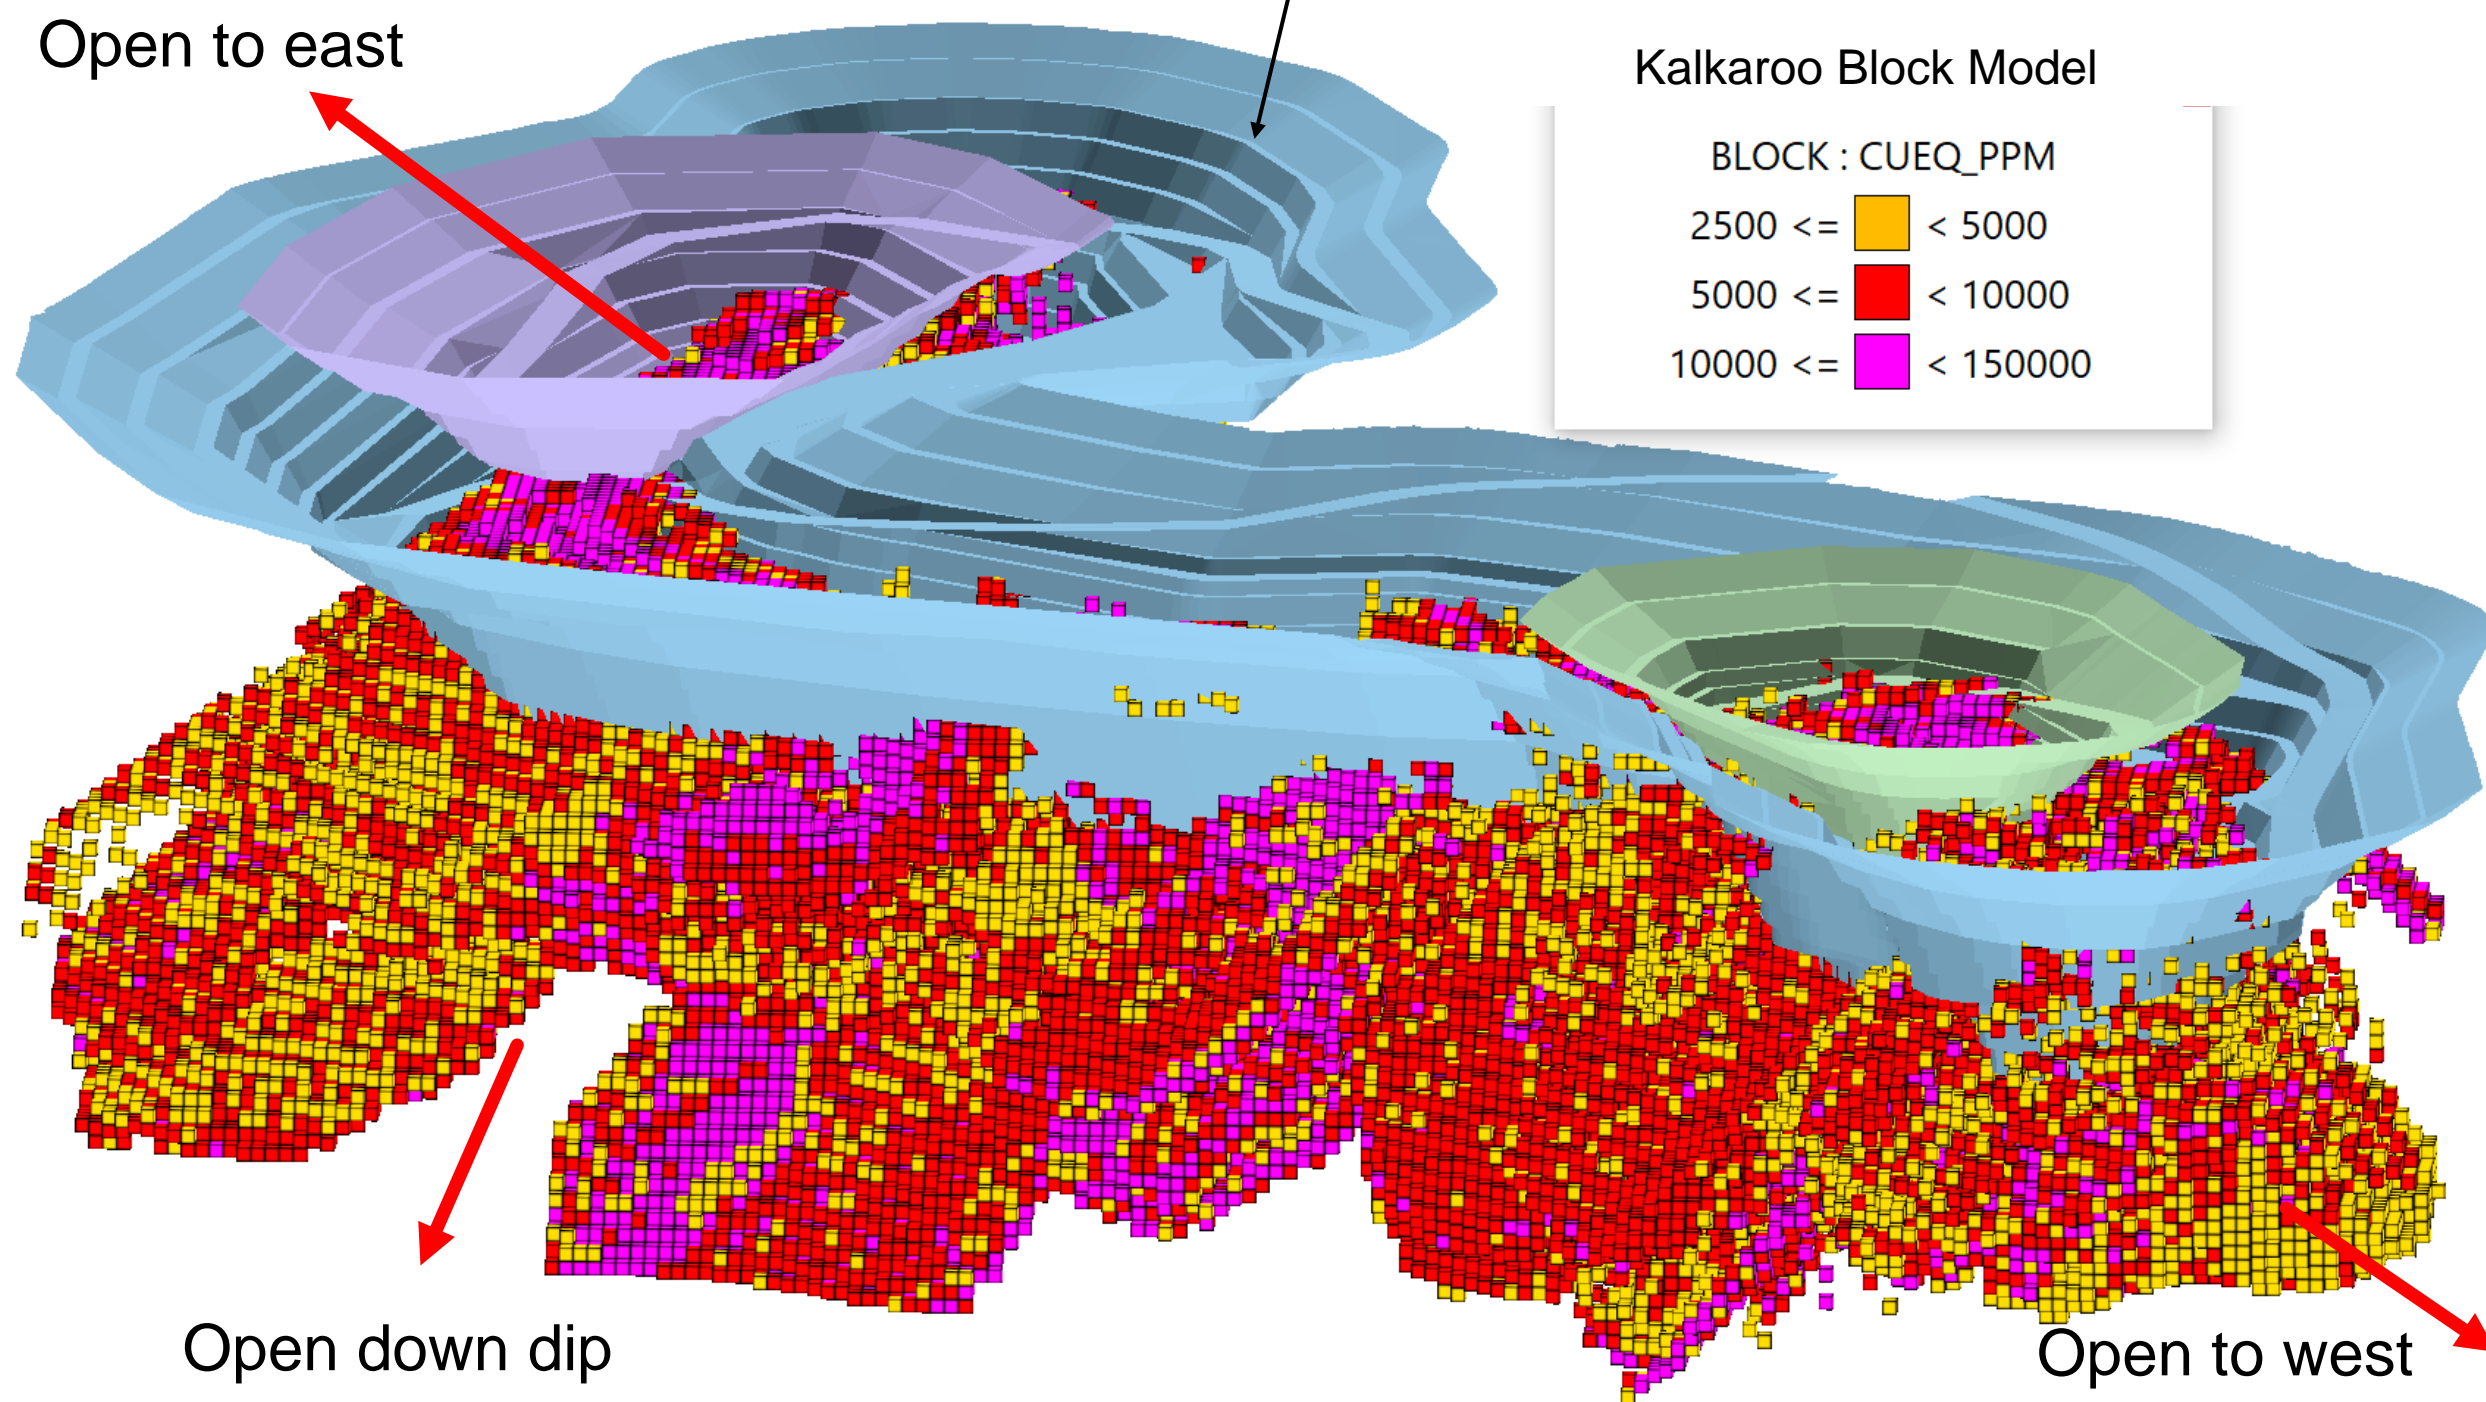 Open to east
Kalkaroo Block Model
BLOCK : CUEQ_PPM
2500 <= < 5000
5000 <= < 10000
10000 <= < 150000
Open down dip
Open to west